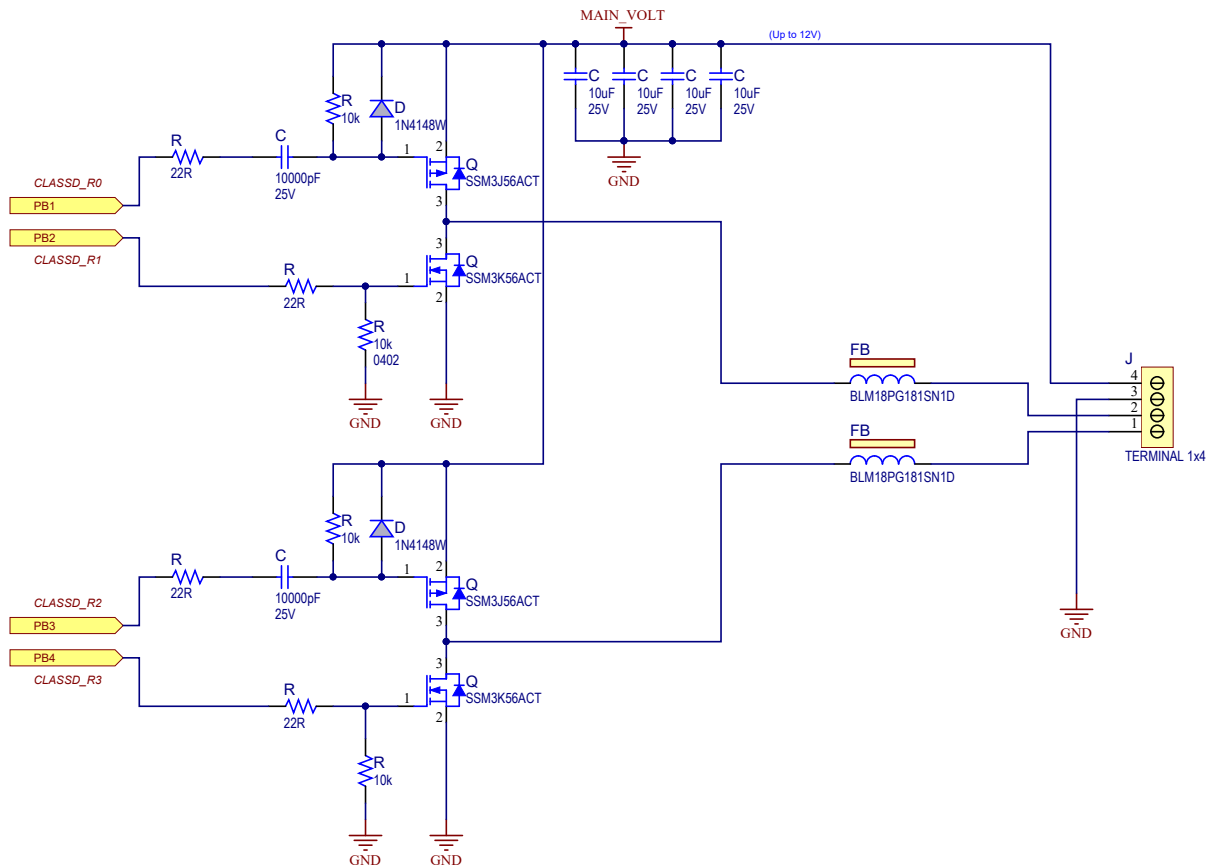 MAIN_VOLT
(Up to 12V)
R
10k
D
1N4148W
C
10uF
25V
C
10uF
25V
C
10uF
25V
C
10uF
25V
GND
R
22R
C
10000pF
25V
1
2
Q
SSM3J56ACT
3
CLASSD_R0
PB1
PB2
CLASSD_R1
3
Q
SSM3K56ACT
1
2
R
22R
R
10k
0402
GND
GND
FB
BLM18PG181SN1D
FB
BLM18PG181SN1D
J
4
3
2
1
TERMINAL 1x4
GND
R
10k
D
1N4148W
R
22R
C
10000pF
25V
1
2
Q
SSM3J56ACT
3
CLASSD_R2
PB3
PB4
CLASSD_R3
3
Q
SSM3K56ACT
1
2
R
22R
R
10k
GND
GND